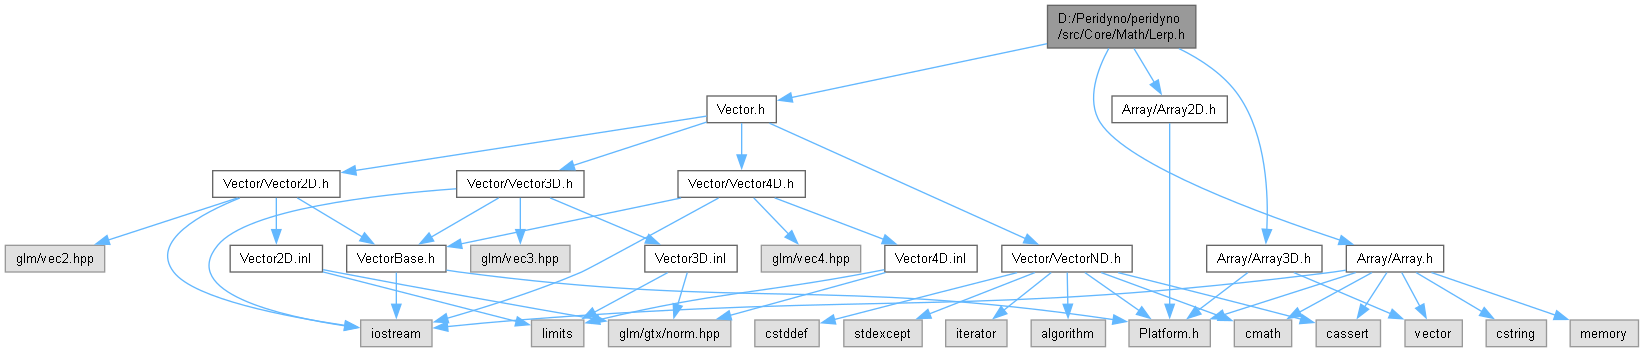 D:/Peridyno/peridyno
/src/Core/Math/Lerp.h
Vector.h
Array/Array2D.h
Vector/Vector2D.h
Vector/Vector3D.h
Vector/Vector4D.h
glm/vec2.hpp
Vector2D.inl
VectorBase.h
glm/vec3.hpp
Vector3D.inl
glm/vec4.hpp
Vector4D.inl
Vector/VectorND.h
Array/Array3D.h
Array/Array.h
iostream
limits
glm/gtx/norm.hpp
cstddef
stdexcept
iterator
algorithm
Platform.h
cmath
cassert
vector
cstring
memory